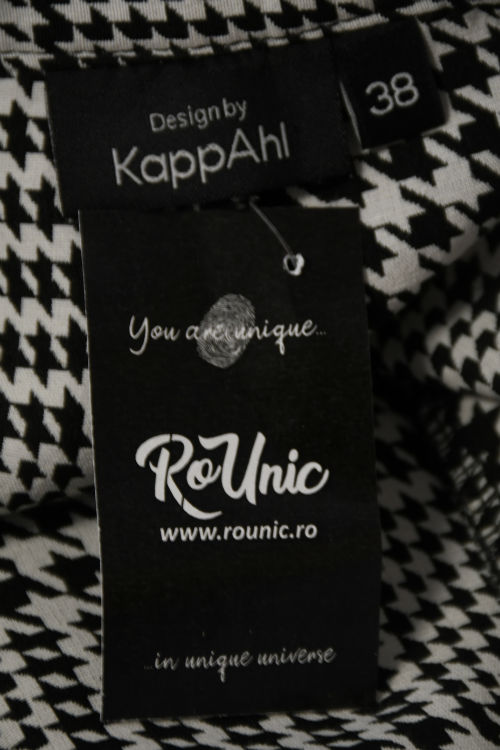 Design by
KappAhl
38
You are unique...
RoUnic
www.rounic.ro
...in unique universe